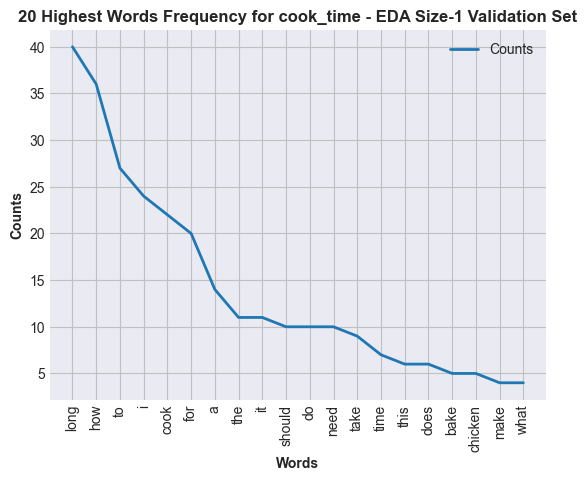 20 Highest Words Frequency for cook_time - EDA Size-1 Validation Set
Counts
40
35
30
25
20
15
10
5
Counts
long
how
to
i
cook
for
a
the
it
should
do
need
take
time
this
does
bake
chicken
make
what
Words